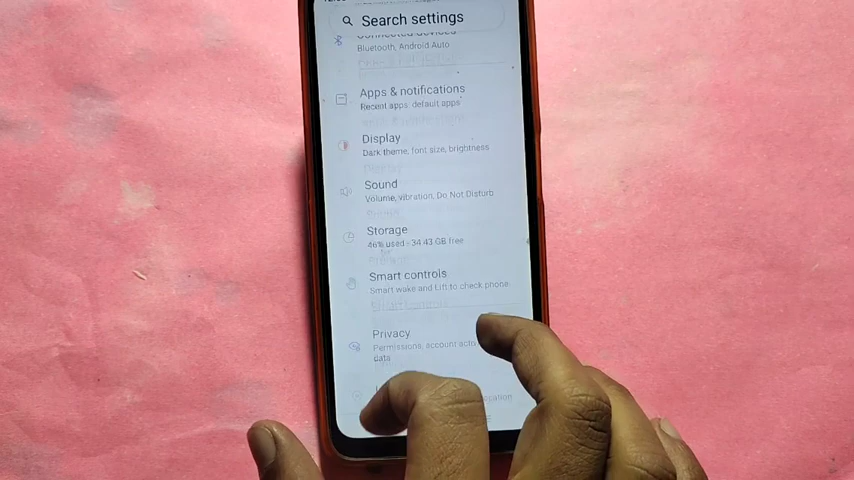 Search settings
Connected devices
Bluetooth, Android Auto
Apps & notifications
Recent apps, default apps
Display
Dark theme, font size, brightness
Sound
Volume, vibration, Do Not Disturb
Storage
46% used - 34.43 GB free
Smart controls
Smart wake and Lift to check phone
Privacy
Permissions, account
data